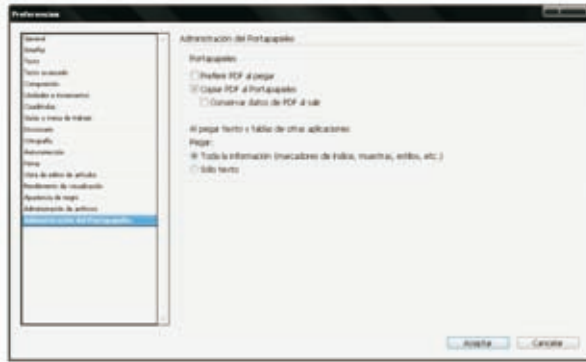 Preferencias
General
Interfaz
Texto
Texto avanzado
Composición
Unidades e incrementos
Cuadrículas
Guías y mesa de trabajo
Diccionario
Ortografía
Autocorrección
Notas
Vista de editor de artículos
Rendimiento de visualización
Apariencia de negro
Administración de archivos
Administración del Portapapeles
Administración del Portapapeles
Portapapeles
Preferir PDF al pegar
Copiar PDF al Portapapeles
Conservar datos de PDF al salir
Al pegar texto y tablas de otras aplicaciones
Pegar:
Toda la información (marcadores de índice, muestras, estilos, etc.)
Sólo texto
Aceptar
Cancelar